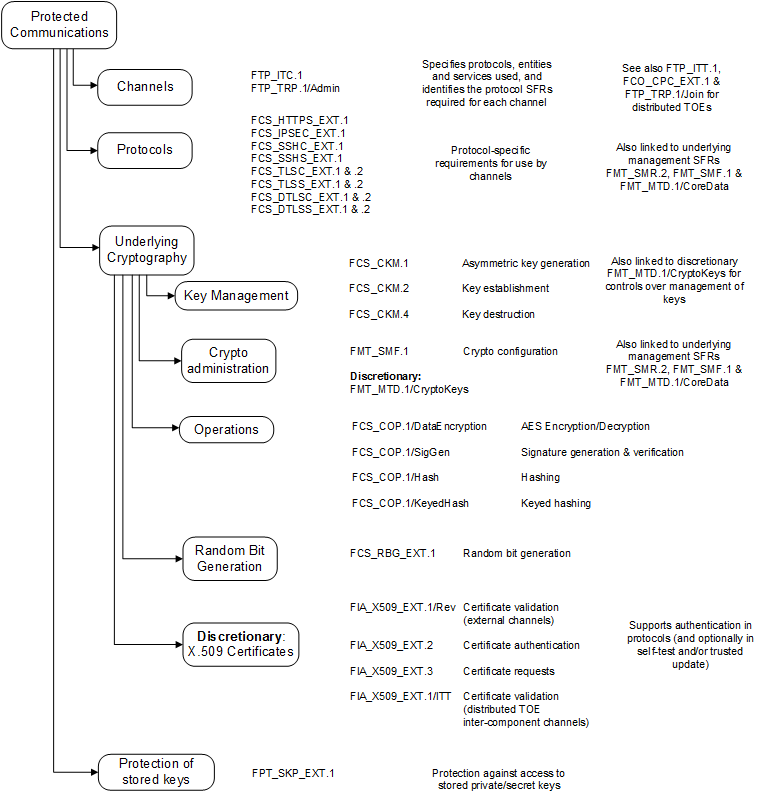 Protected
Communications
Channels
FTP_ITC.1
FTP_TRP.1/Admin
Specifies protocols, entities
and services used, and
identifies the protocol SFRs
required for each channel
See also FTP_ITT.1,
FCO_CPC_EXT.1 &
FTP_TRP.1/Join for
distributed TOEs
Protocols
FCS_HTTPS_EXT.1
FCS_IPSEC_EXT.1
FCS_SSHC_EXT.1
FCS_SSHS_EXT.1
FCS_TLSC_EXT.1 & .2
FCS_TLSS_EXT.1 & .2
FCS_DTLSC_EXT.1 & .2
FCS_DTLSS_EXT.1 & .2
Protocol-specific
requirements for use by
channels
Also linked to underlying
management SFRs
FMT_SMR.2, FMT_SMF.1 &
FMT_MTD.1/CoreData
Underlying
Cryptography
Key Management
FCS_CKM.1
Asymmetric key generation
FCS_CKM.2
Key establishment
FCS_CKM.4
Key destruction
Also linked to discretionary
FMT_MTD.1/CryptoKeys for
controls over management of
keys
Crypto
administration
FMT_SMF.1
Crypto configuration
Discretionary:
FMT_MTD.1/CryptoKeys
Also linked to underlying
management SFRs
FMT_SMR.2, FMT_SMF.1 &
FMT_MTD.1/CoreData
Operations
FCS_COP.1/DataEncryption
AES Encryption/Decryption
FCS_COP.1/SigGen
Signature generation & verification
FCS_COP.1/Hash
Hashing
FCS_COP.1/KeyedHash
Keyed hashing
Random Bit
Generation
FCS_RBG_EXT.1
Random bit generation
Discretionary:
X.509 Certificates
FIA_X509_EXT.1/Rev
Certificate validation
(external channels)
FIA_X509_EXT.2
Certificate authentication
FIA_X509_EXT.3
Certificate requests
FIA_X509_EXT.1/ITT
Certificate validation
(distributed TOE
inter-component channels)
Supports authentication in
protocols (and optionally in
self-test and/or trusted
update)
Protection of
stored keys
FPT_SKP_EXT.1
Protection against access to
stored private/secret keys